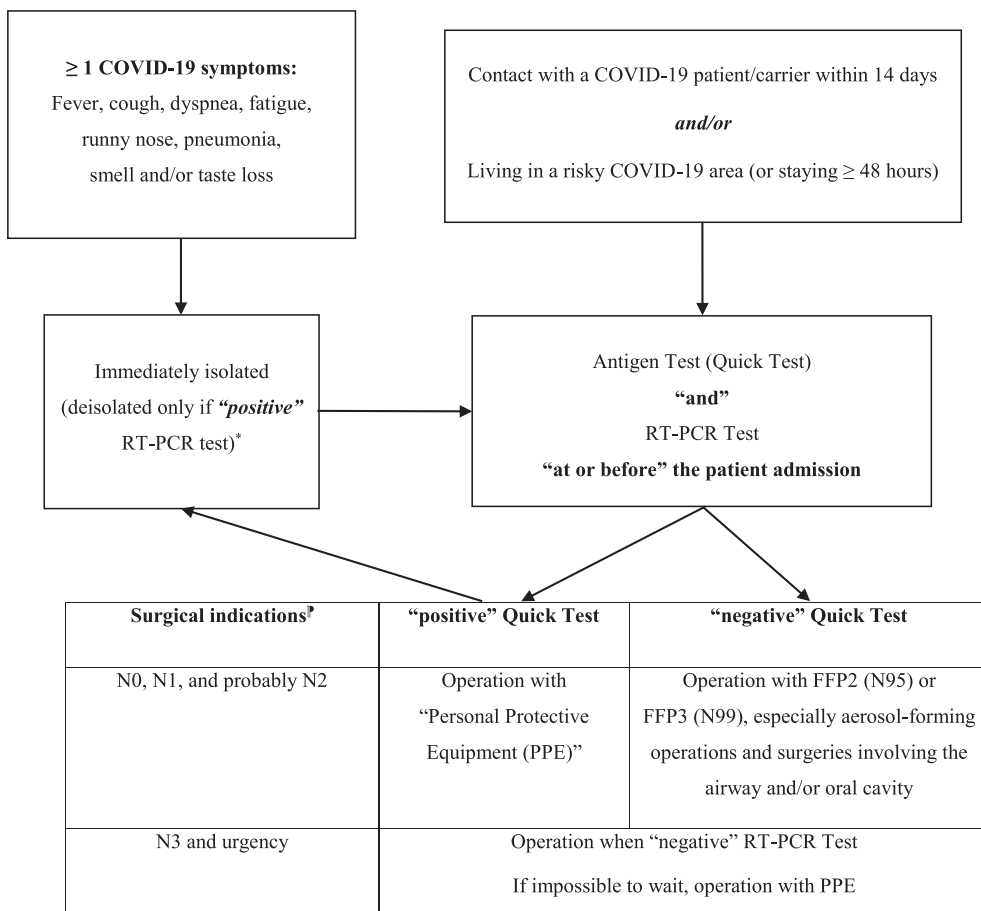 ≥ 1 COVID-19 symptoms:
Fever, cough, dyspnea, fatigue,
runny nose, pneumonia,
smell and/or taste loss
Contact with a COVID-19 patient/carrier within 14 days
and/or
Living in a risky COVID-19 area (or staying ≥ 48 hours)
Immediately isolated
(deisolated only if “positive”
RT-PCR test)*
Antigen Test (Quick Test)
“and”
RT-PCR Test
“at or before” the patient admission
Surgical indications⁋
“positive” Quick Test
“negative” Quick Test
N0, N1, and probably N2
Operation with
“Personal Protective
Equipment (PPE)”
Operation with FFP2 (N95) or
FFP3 (N99), especially aerosol-forming
operations and surgeries involving the
airway and/or oral cavity
N3 and urgency
Operation when “negative” RT-PCR Test
If impossible to wait, operation with PPE